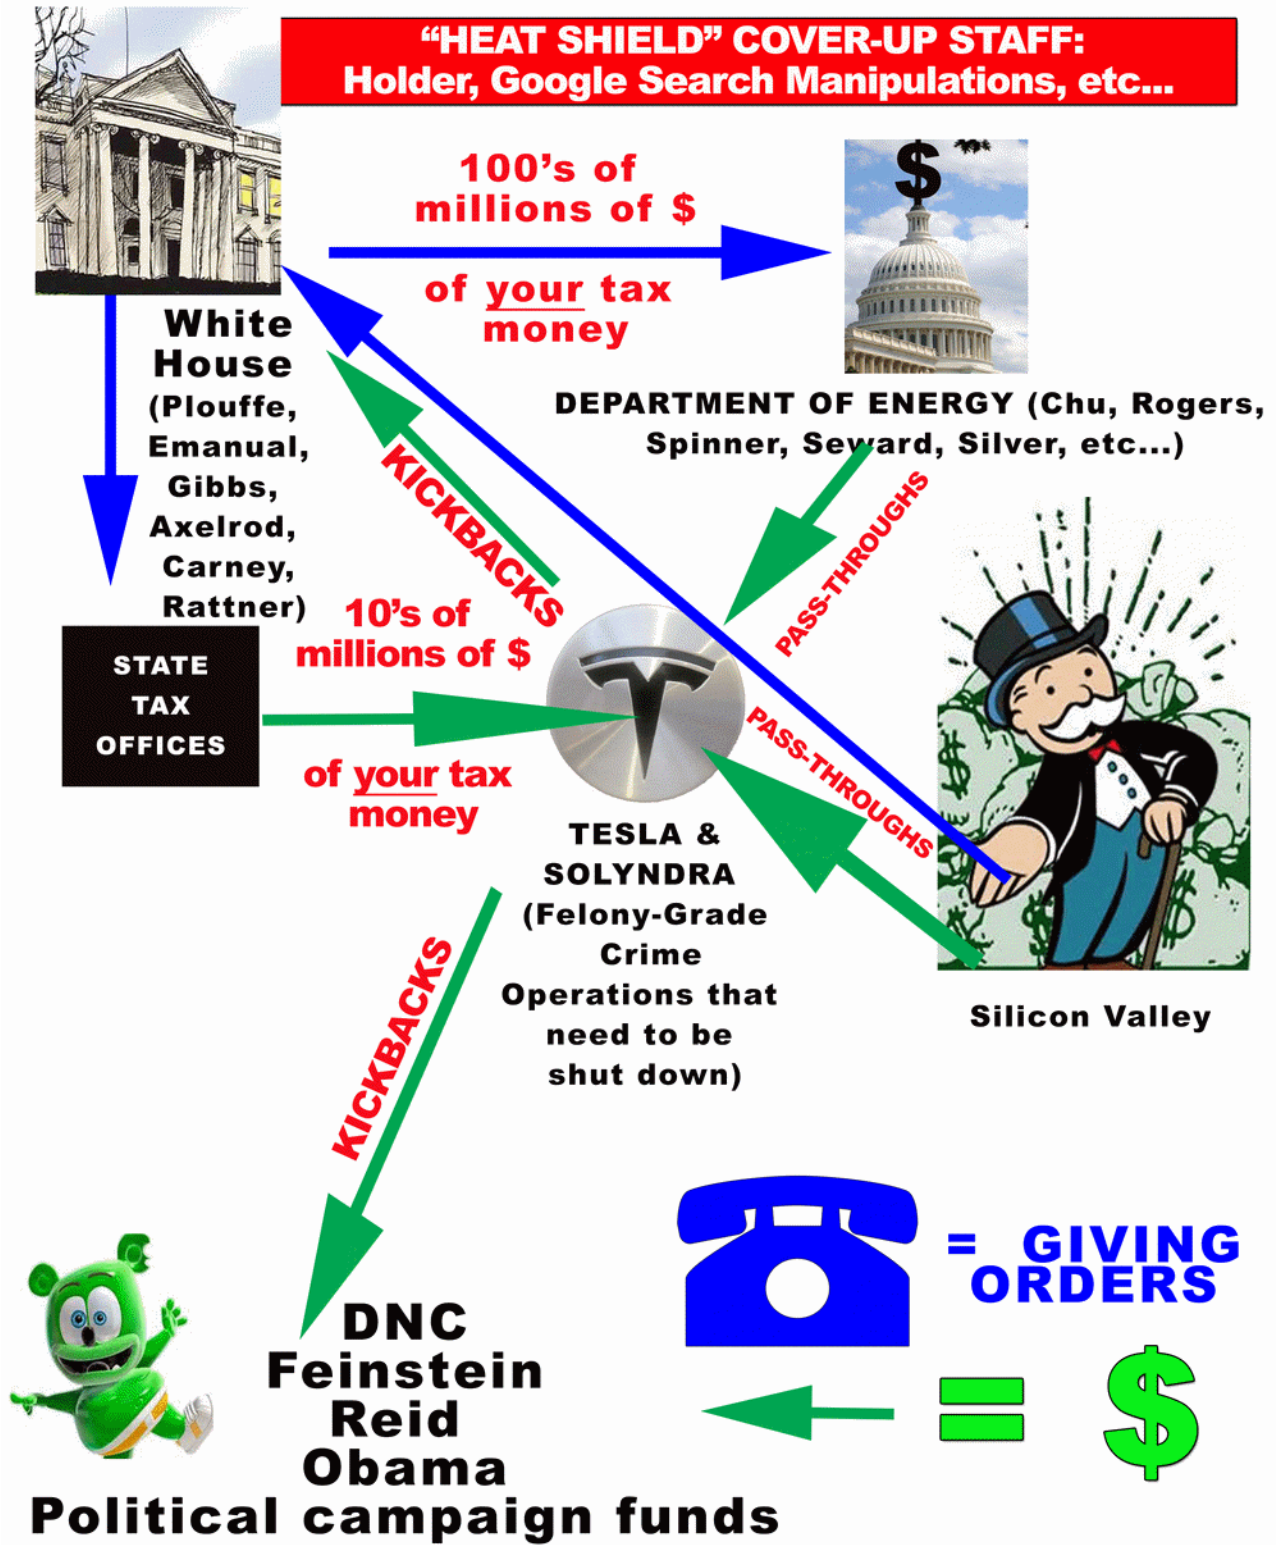 “HEAT SHIELD” COVER-UP STAFF:
Holder, Google Search Manipulations, etc...
100’s of
millions of $
of your tax
money
$
White
House
(Plouffe,
Emanual,
Gibbs,
Axelrod,
Carney,
Rattner)
DEPARTMENT OF ENERGY (Chu, Rogers,
Spinner, Seward, Silver, etc...)
KICKBACKS
PASS-THROUGHS
STATE
TAX
OFFICES
10’s of
millions of $
of your tax
money
PASS-THROUGHS
TESLA &
SOLYNDRA
(Felony-Grade
Crime
Operations that
need to be
shut down)
$
$
Silicon Valley
KICKBACKS
= GIVING
ORDERS
= $
DNC
Feinstein
Reid
Obama
Political campaign funds